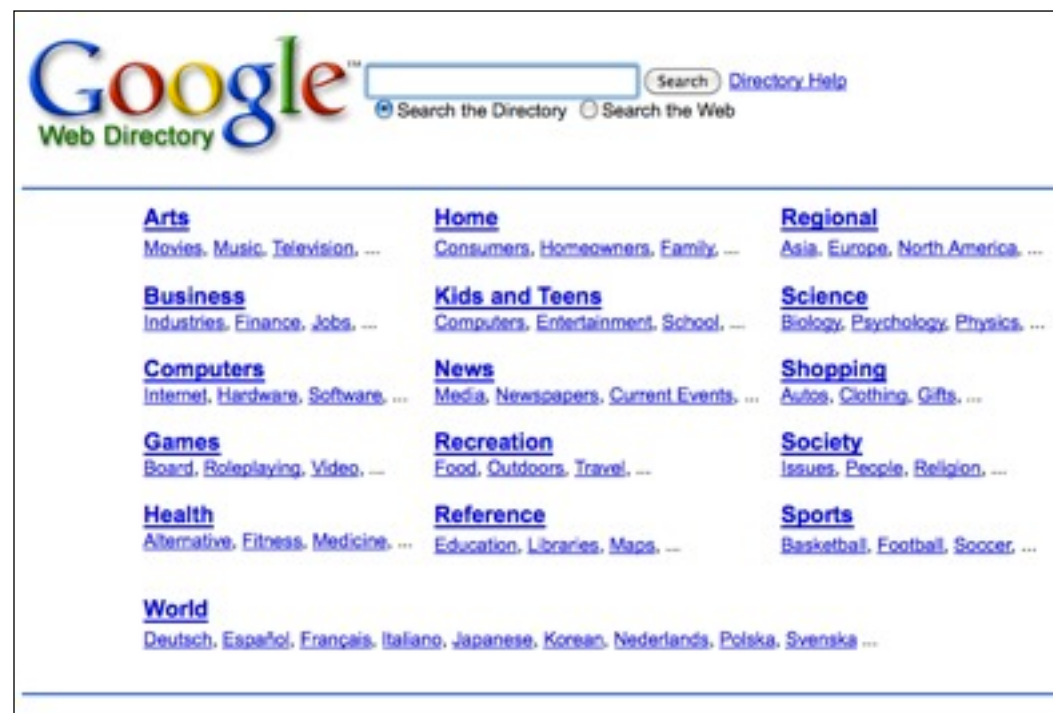 Google™
Web Directory
Search Directory Help
Search the Directory Search the Web
Arts
Movies, Music, Television, ...
Home
Consumers, Homeowners, Family, ...
Regional
Asia, Europe, North America, ...
Business
Industries, Finance, Jobs, ...
Kids and Teens
Computers, Entertainment, School, ...
Science
Biology, Psychology, Physics, ...
Computers
Internet, Hardware, Software, ...
News
Media, Newspapers, Current Events, ...
Shopping
Autos, Clothing, Gifts, ...
Games
Board, Roleplaying, Video, ...
Recreation
Food, Outdoors, Travel, ...
Society
Issues, People, Religion, ...
Health
Alternative, Fitness, Medicine, ...
Reference
Education, Libraries, Maps, ...
Sports
Basketball, Football, Soccer, ...
World
Deutsch, Español, Français, Italiano, Japanese, Korean, Nederlands, Polska, Svenska ...